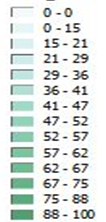 0 - 0
0 - 15
15 - 21
21 - 29
29 - 36
36 - 41
41 - 47
47 - 52
52 - 57
57 - 62
62 - 67
67 - 75
75 - 88
88 - 100